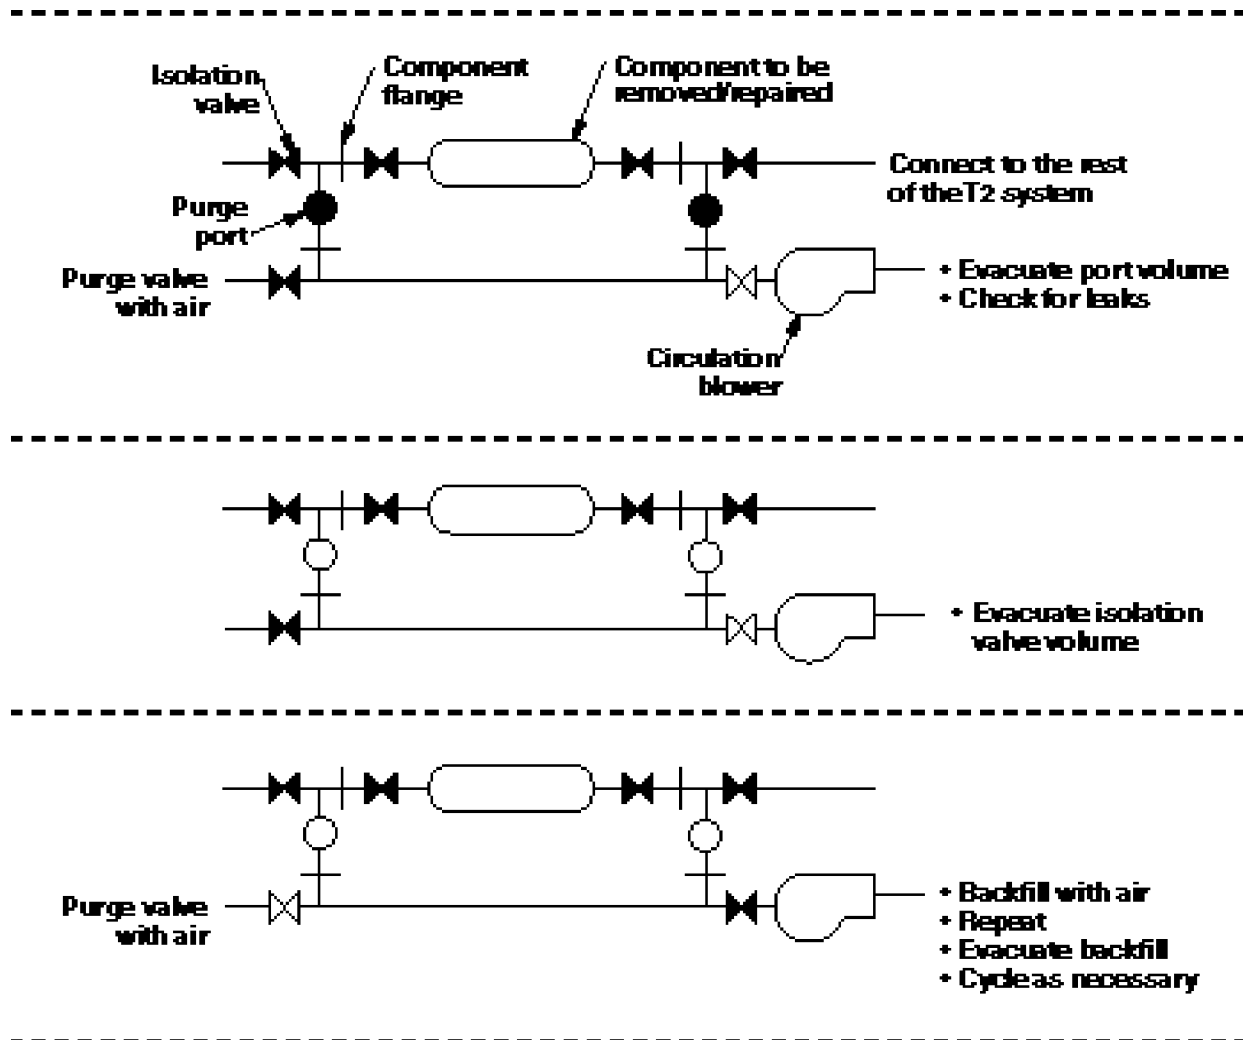 Isolation
valve
Component
flange
Component to be
removed/repaired
Connect to the rest
of the T2 system
Purge
port
Purge valve
with air
• Evacuate port volume
• Check for leaks
Circulation
blower
• Evacuate isolation
valve volume
Purge valve
with air
• Backfill with air
• Repeat
• Evacuate backfill
• Cycle as necessary